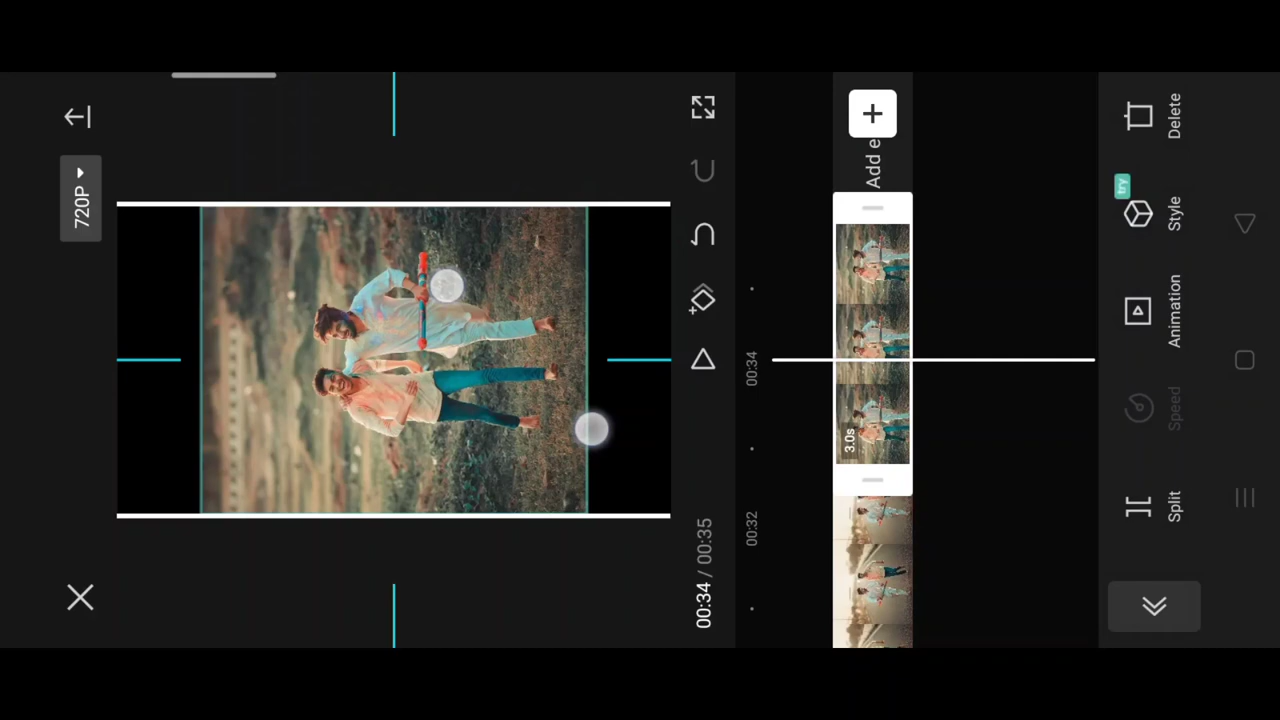 720P
00:34 / 00:35
00:32
00:34
3.0s
Add e
Split
Speed
Animation
Style
try
Delete